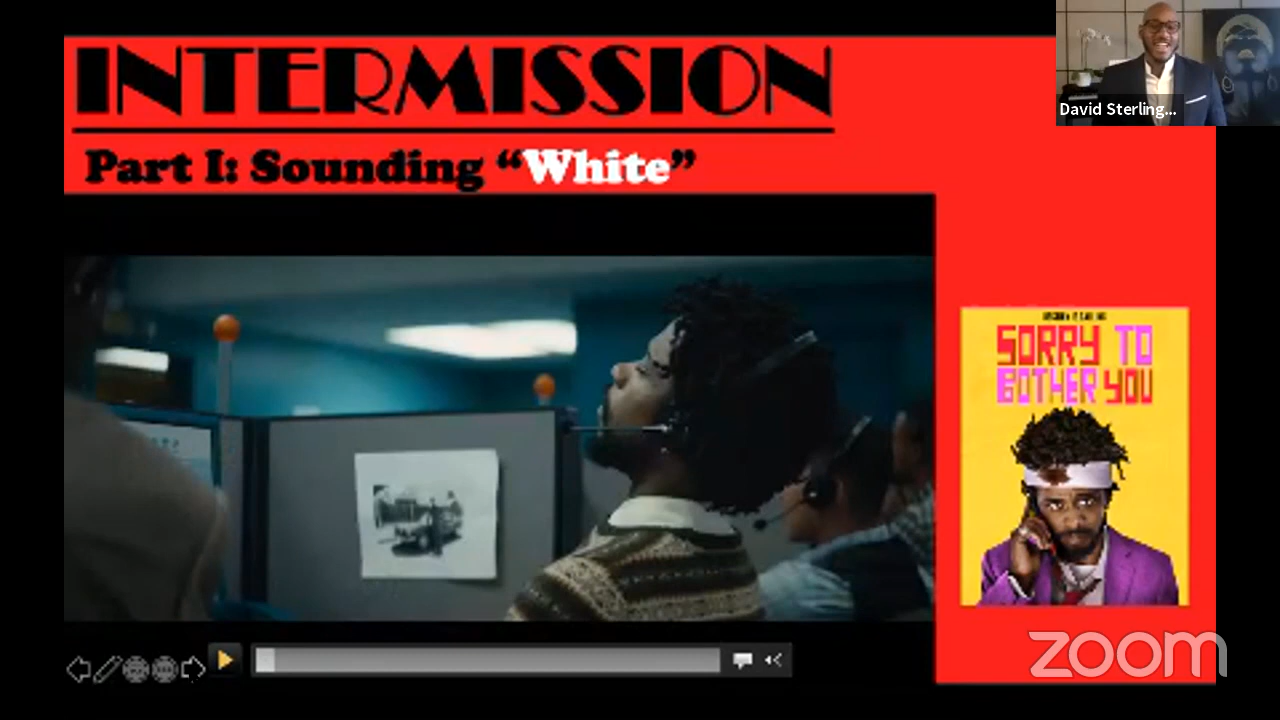 INTERMISSION
Part I: Sounding “White”
David Sterling...
SORRY TO
BOTHER YOU
zoom